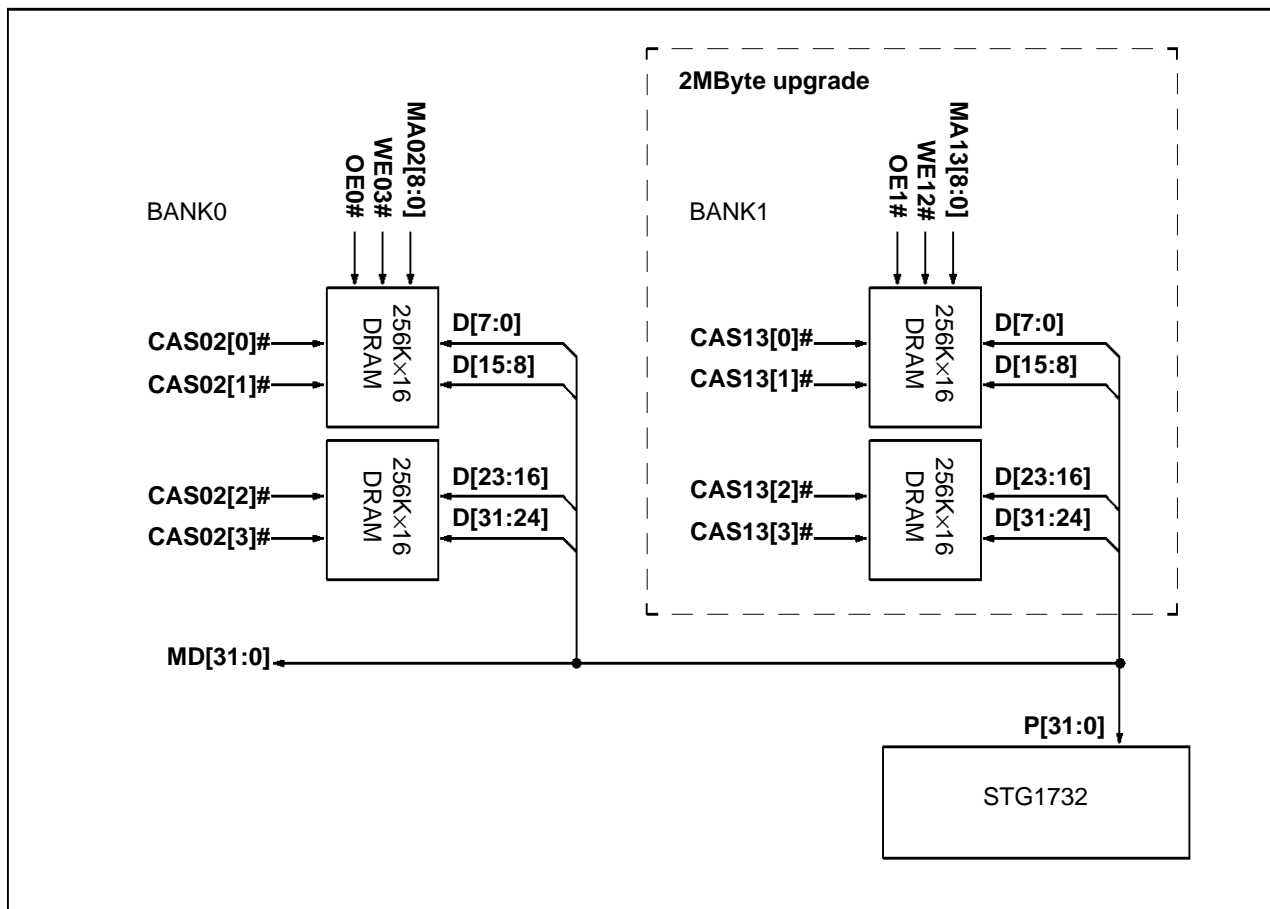 2MByte upgrade
OE0#
WE03#
MA02[8:0]
OE1#
WE12#
MA13[8:0]
BANK0
BANK1
256K×16
DRAM
256K×16
DRAM
CAS02[0]#
D[7:0]
CAS13[0]#
D[7:0]
CAS02[1]#
D[15:8]
CAS13[1]#
D[15:8]
256K×16
DRAM
256K×16
DRAM
CAS02[2]#
D[23:16]
CAS13[2]#
D[23:16]
CAS02[3]#
D[31:24]
CAS13[3]#
D[31:24]
MD[31:0]
P[31:0]
STG1732